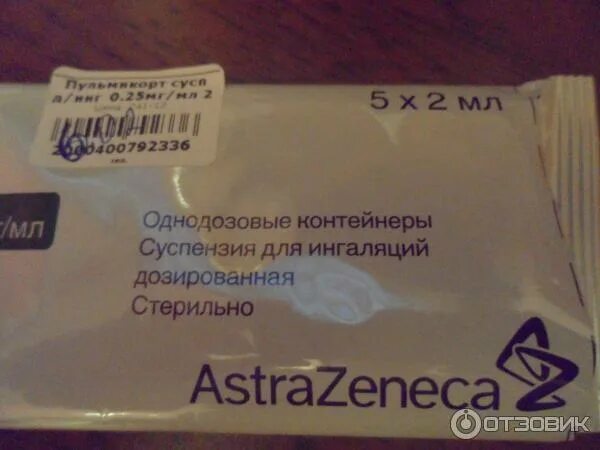 Пульмикорт сусп
д/инг 0.25мг/мл 2
2000400792336
5 x 2 мл
г/мл
Однодозовые контейнеры
Суспензия для ингаляций
дозированная
Стерильно
AstraZeneca
ОТЗОВИК